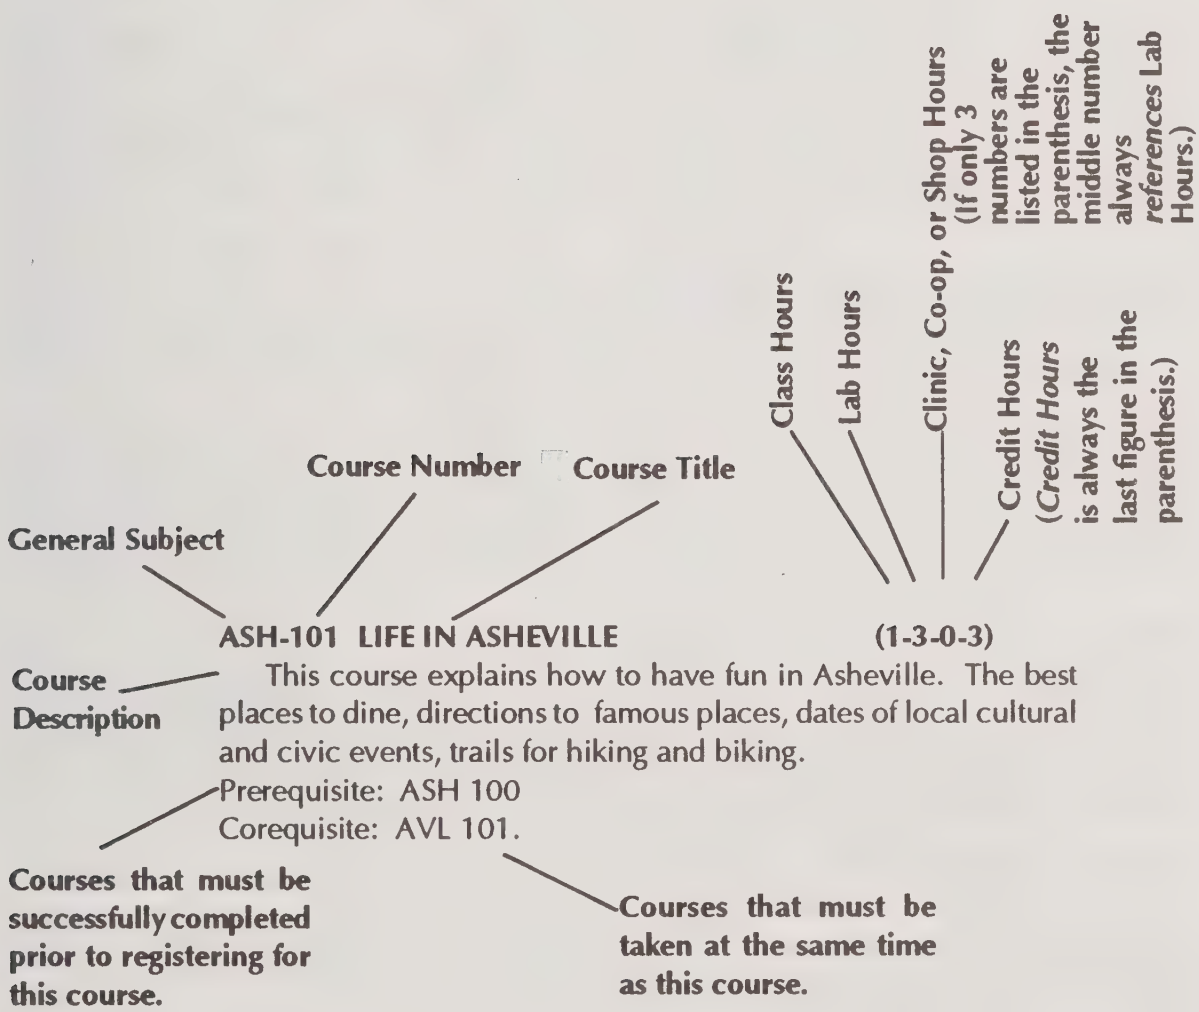 Class Hours
Lab Hours
Clinic, Co-op, or Shop Hours
(If only 3
numbers are
listed in the
parenthesis, the
middle number
always
references Lab
Hours.)
Credit Hours
(Credit Hours
is always the
last figure in the
parenthesis.)
Course Number
Course Title
General Subject
ASH-101 LIFE IN ASHEVILLE (1-3-0-3)
Course
Description
This course explains how to have fun in Asheville. The best
places to dine, directions to famous places, dates of local cultural
and civic events, trails for hiking and biking.
Prerequisite: ASH 100
Corequisite: AVL 101.
Courses that must be
successfully completed
prior to registering for
this course.
Courses that must be
taken at the same time
as this course.